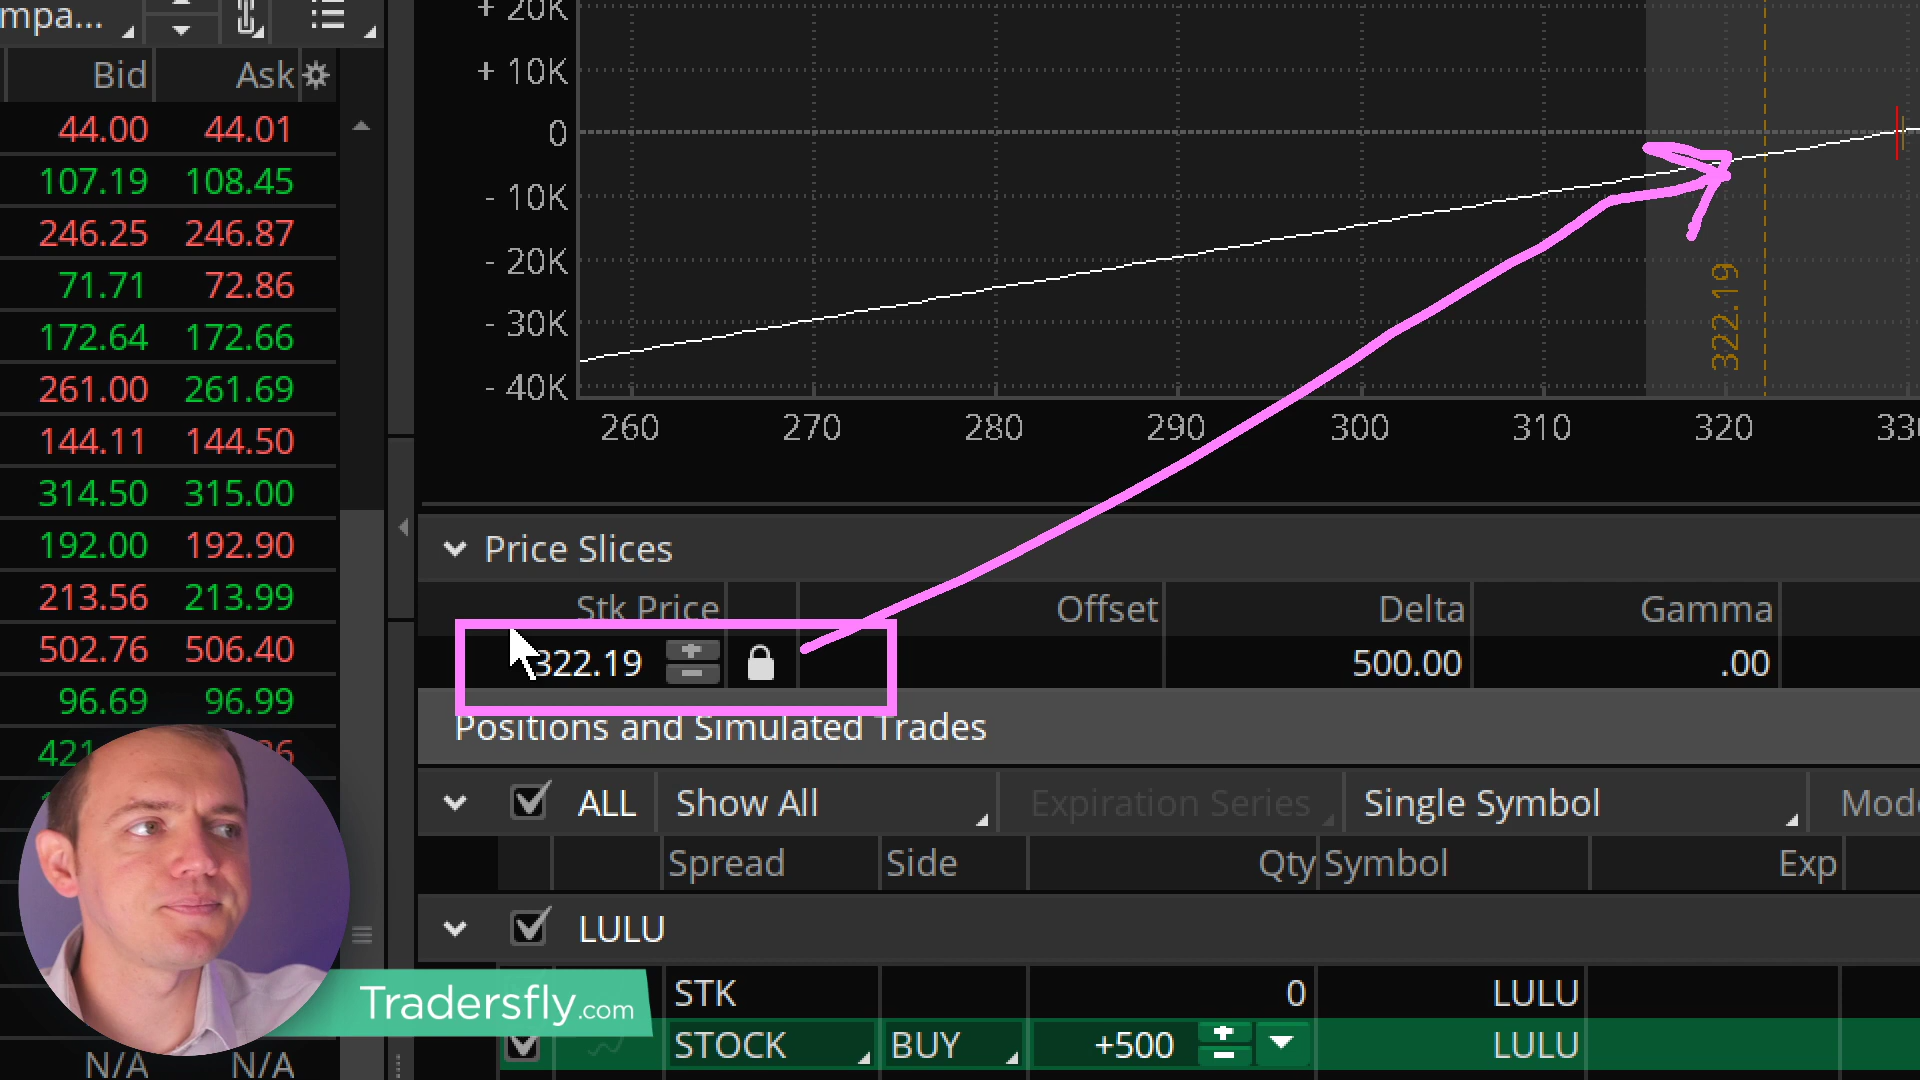 mpa...
Bid Ask
44.00 44.01
107.19 108.45
246.25 246.87
71.71 72.86
172.64 172.66
261.00 261.69
144.11 144.50
314.50 315.00
192.00 192.90
213.56 213.99
502.76 506.40
96.69 96.99
421
N/A N/A
+ 20K
+ 10K
0
- 10K
- 20K
- 30K
- 40K
322.19
260 270 280 290 300 310 320 330
Price Slices
Stk Price Offset Delta Gamma
322.19 500.00 .00
Positions and Simulated Trades
ALL Show All Expiration Series Single Symbol Mod
Spread Side Qty Symbol Exp
LULU
STK 0 LULU
STOCK BUY +500 LULU
Tradersfly.com